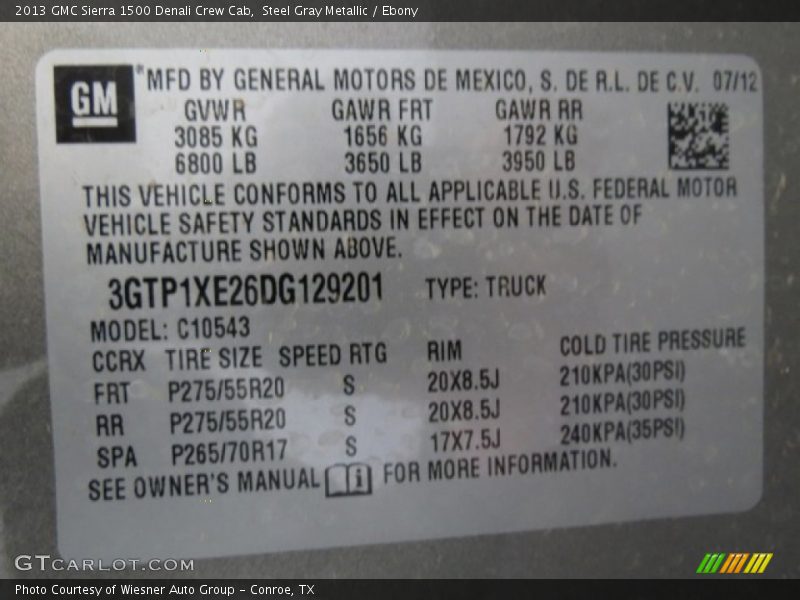 2013 GMC Sierra 1500 Denali Crew Cab, Steel Gray Metallic / Ebony
GM
*MFD BY GENERAL MOTORS DE MEXICO, S. DE R.L. DE C.V. 07/12
GVWR GAWR FRT GAWR RR
3085 KG 1656 KG 1792 KG
6800 LB 3650 LB 3950 LB
THIS VEHICLE CONFORMS TO ALL APPLICABLE U.S. FEDERAL MOTOR
VEHICLE SAFETY STANDARDS IN EFFECT ON THE DATE OF
MANUFACTURE SHOWN ABOVE.
3GTP1XE26DG129201 TYPE: TRUCK
MODEL: C10543
CCRX TIRE SIZE SPEED RTG RIM COLD TIRE PRESSURE
FRT P275/55R20 S 20X8.5J 210KPA(30PSI)
RR P275/55R20 S 20X8.5J 210KPA(30PSI)
SPA P265/70R17 S 17X7.5J 240KPA(35PSI)
SEE OWNER'S MANUAL i FOR MORE INFORMATION.
GTCARLOT.COM
Photo Courtesy of Wiesner Auto Group - Conroe, TX